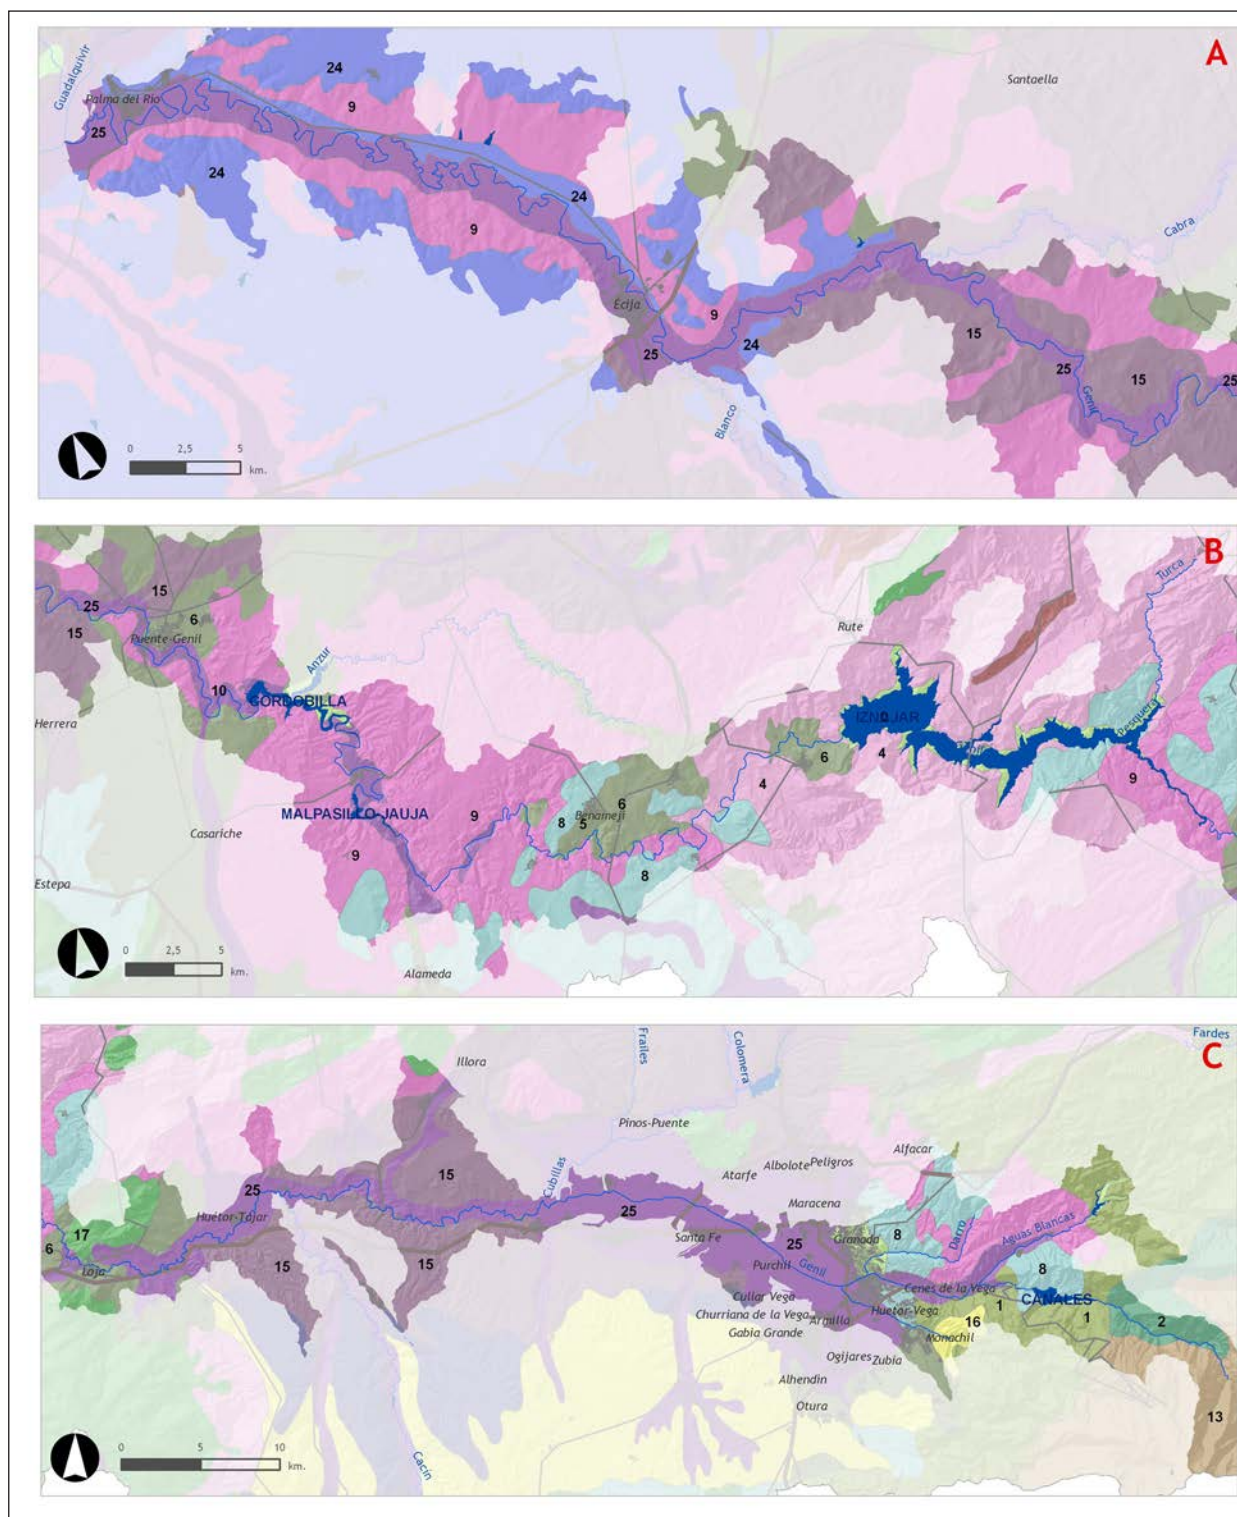 A
Guadalquivir
24
Santaella
Palma del Río
9
25
24
24
9
Cabra
Écija
9
25
24
15
25
15
25
Genil
Blanco
0 2,5 5
km.
B
15
25
6
15
Puente-Genil
Anzur
Rute
Turca
10
CORDOBILLA
Herrera
IZNÁJAR
Pesquera
6
4
4
9
MALPASILLO-JAUJA
9
6
8
Benamejí
5
Casariche
9
8
Estepa
0 2,5 5
km.
Alameda
C
Frailes
Colomera
Fardes
Illora
Pinos-Puente
Alfacar
Albolote
Peligros
Atarfe
15
Cubillas
Maracena
25
25
Huétor-Tájar
17
6
Loja
Santa Fe
25
Granada
8
Darro
Aguas Blancas
15
15
Purchil
Genil
8
Cenes de la Vega
CANALES
Cullar Vega
Churriana de la Vega
Armilla
Huétor-Vega
1
1
2
16
Gabia Grande
Monachil
Ogijares
Zubia
Alhendín
Otura
13
0 5 10
km.
Cacín